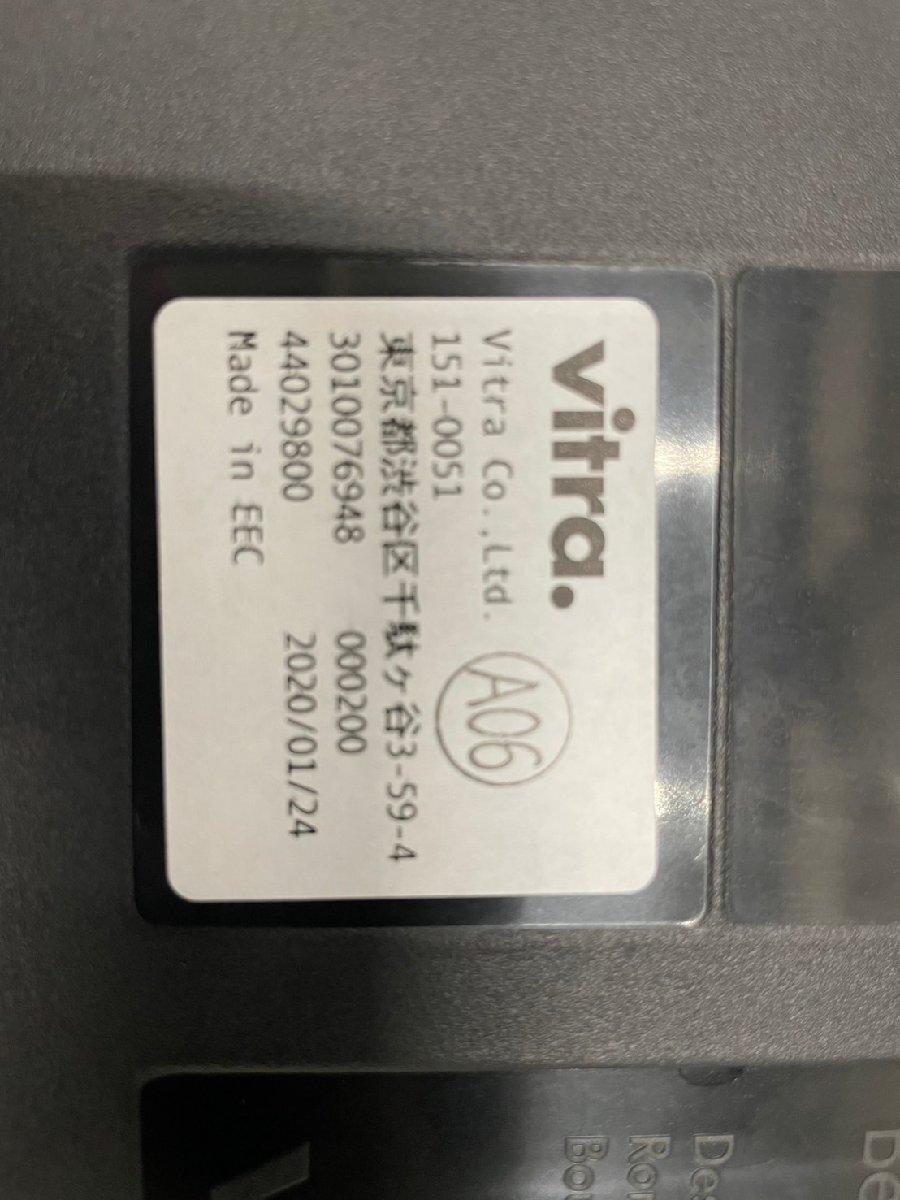 vitra.
Vitra Co.,Ltd.
A06
151-0051
東京都渋谷区千駄ヶ谷3-59-4
3010076948 000200
44029800 2020/01/24
Made in EEC